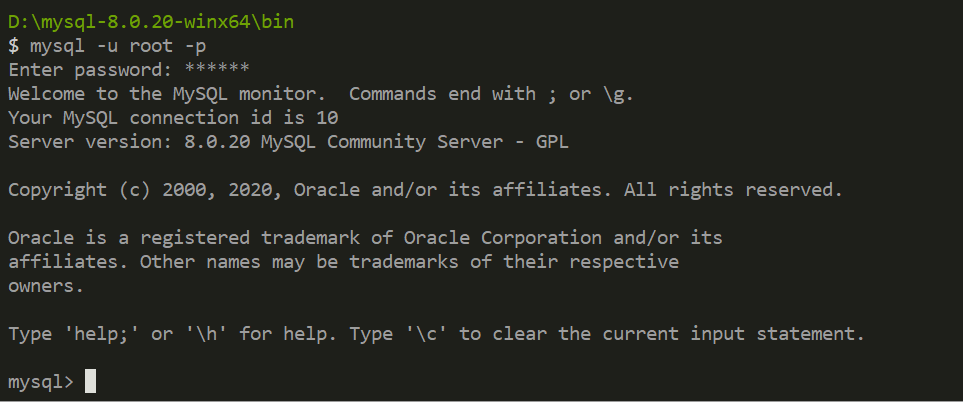 D:\mysql-8.0.20-winx64\bin
$ mysql -u root -p
Enter password: ******
Welcome to the MySQL monitor.  Commands end with ; or \g.
Your MySQL connection id is 10
Server version: 8.0.20 MySQL Community Server - GPL
Copyright (c) 2000, 2020, Oracle and/or its affiliates. All rights reserved.
Oracle is a registered trademark of Oracle Corporation and/or its
affiliates. Other names may be trademarks of their respective
owners.
Type 'help;' or '\h' for help. Type '\c' to clear the current input statement.
mysql>